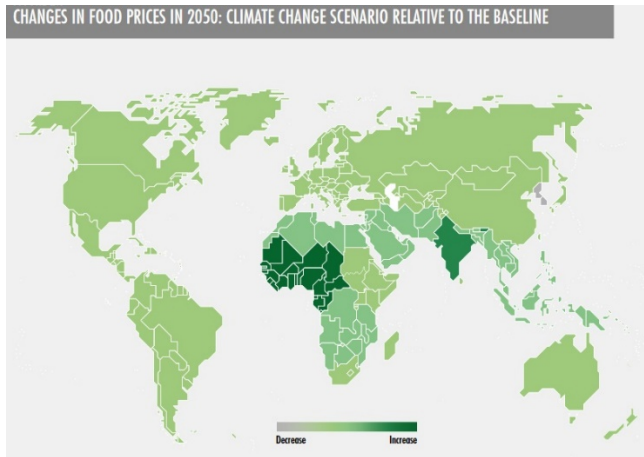 CHANGES IN FOOD PRICES IN 2050: CLIMATE CHANGE SCENARIO RELATIVE TO THE BASELINE
Decrease Increase